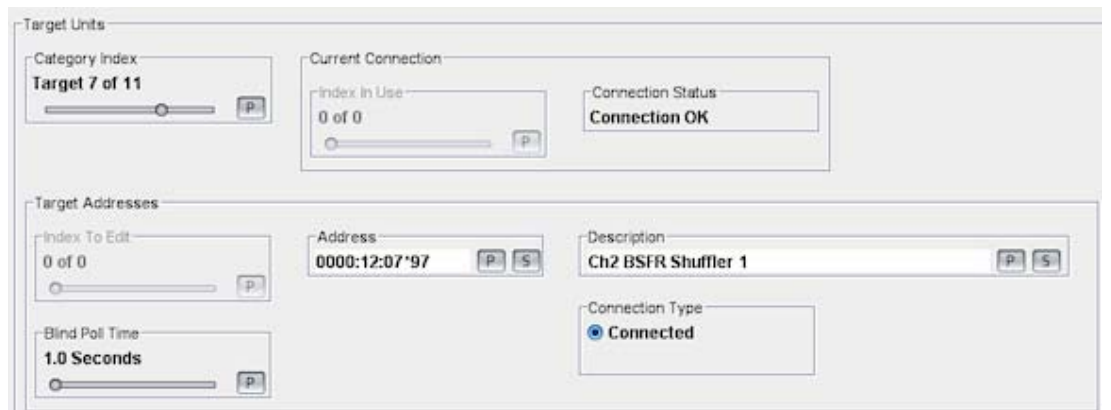 Target Units
Category Index
Target 7 of 11
P
Current Connection
Index In Use
0 of 0
P
Connection Status
Connection OK
Target Addresses
Index To Edit
0 of 0
P
Address
0000:12:07*97
P S
Description
Ch2 BSFR Shuffler 1
P S
Blind Poll Time
1.0 Seconds
P
Connection Type
Connected